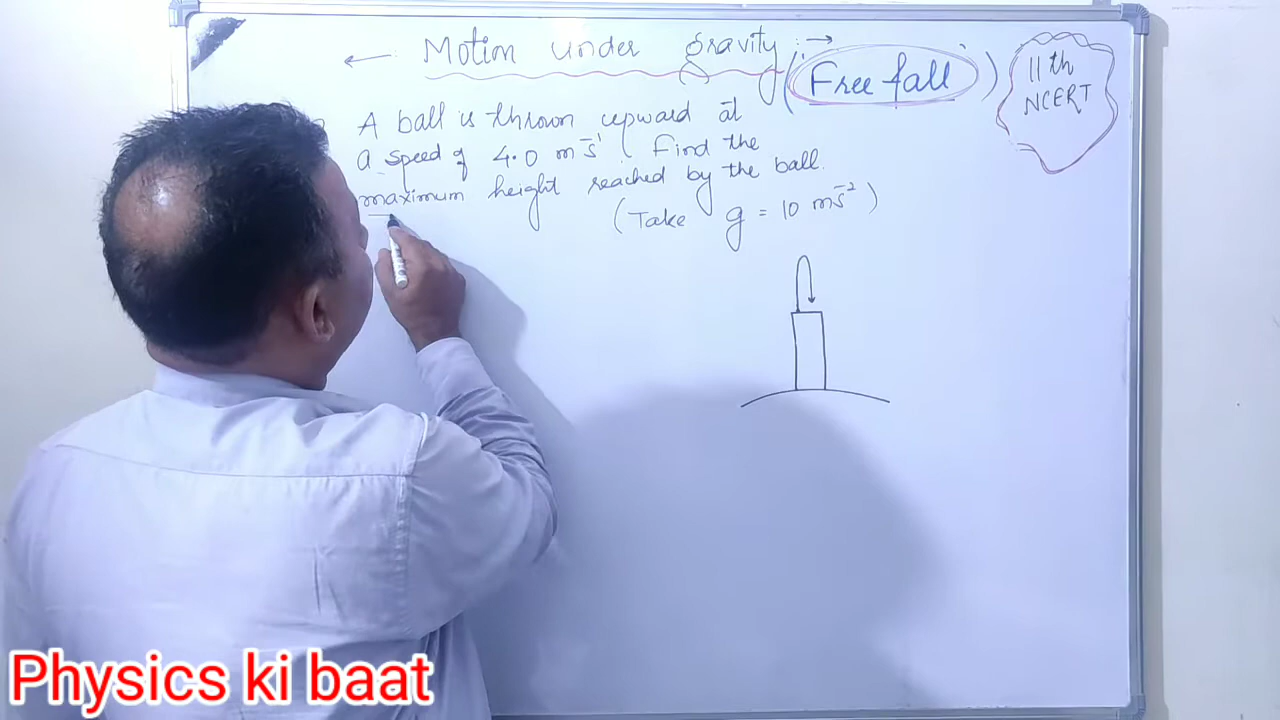 ← Motion under gravity : →
(Free fall)
11th
NCERT
A ball is thrown upward at
a speed of 4.0 ms⁻¹. Find the
maximum height reached by the ball.
(Take g = 10 ms⁻²)
Physics ki baat